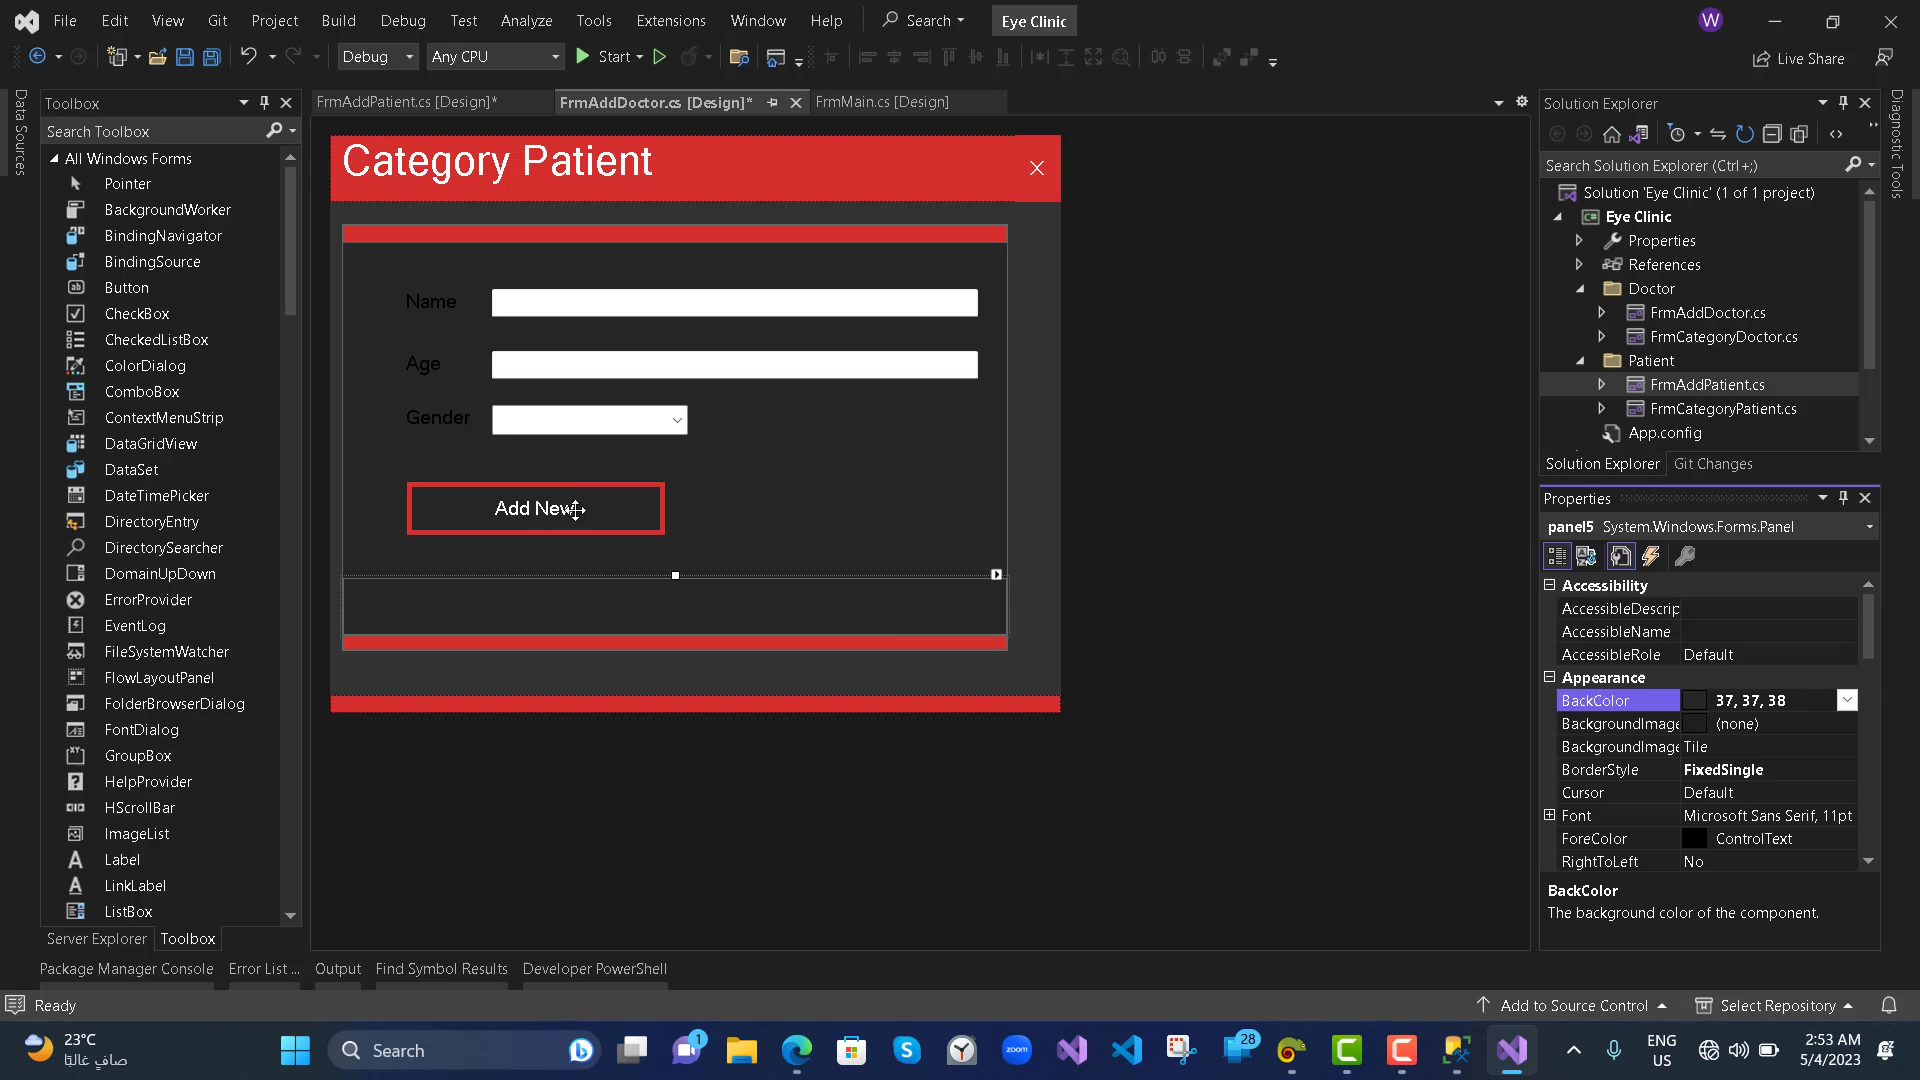 File Edit View Git Project Build Debug Test Analyze Tools Extensions Window Help Search Eye Clinic W
Debug Any CPU Start Live Share
Data Sources
Toolbox
Search Toolbox
All Windows Forms
Pointer
BackgroundWorker
BindingNavigator
BindingSource
Button
CheckBox
CheckedListBox
ColorDialog
ComboBox
ContextMenuStrip
DataGridView
DataSet
DateTimePicker
DirectoryEntry
DirectorySearcher
DomainUpDown
ErrorProvider
EventLog
FileSystemWatcher
FlowLayoutPanel
FolderBrowserDialog
FontDialog
GroupBox
HelpProvider
HScrollBar
ImageList
Label
LinkLabel
ListBox
Server Explorer Toolbox
FrmAddPatient.cs [Design]* FrmAddDoctor.cs [Design]* FrmMain.cs [Design]
Category Patient
Name
Age
Gender
Add New
Solution Explorer
Search Solution Explorer (Ctrl+;)
Solution 'Eye Clinic' (1 of 1 project)
Eye Clinic
Properties
References
Doctor
FrmAddDoctor.cs
FrmCategoryDoctor.cs
Patient
FrmAddPatient.cs
FrmCategoryPatient.cs
App.config
Solution Explorer Git Changes
Diagnostic Tools
Properties
panel5 System.Windows.Forms.Panel
Accessibility
AccessibleDescrip
AccessibleName
AccessibleRole Default
Appearance
BackColor 37, 37, 38
BackgroundImage (none)
BackgroundImage Tile
BorderStyle FixedSingle
Cursor Default
Font Microsoft Sans Serif, 11pt
ForeColor ControlText
RightToLeft No
BackColor
The background color of the component.
Package Manager Console Error List ... Output Find Symbol Results Developer PowerShell
Ready Add to Source Control Select Repository
23°C
صافٍ غالبًا
Search
1
zoom
28
ENG
US
2:53 AM
5/4/2023